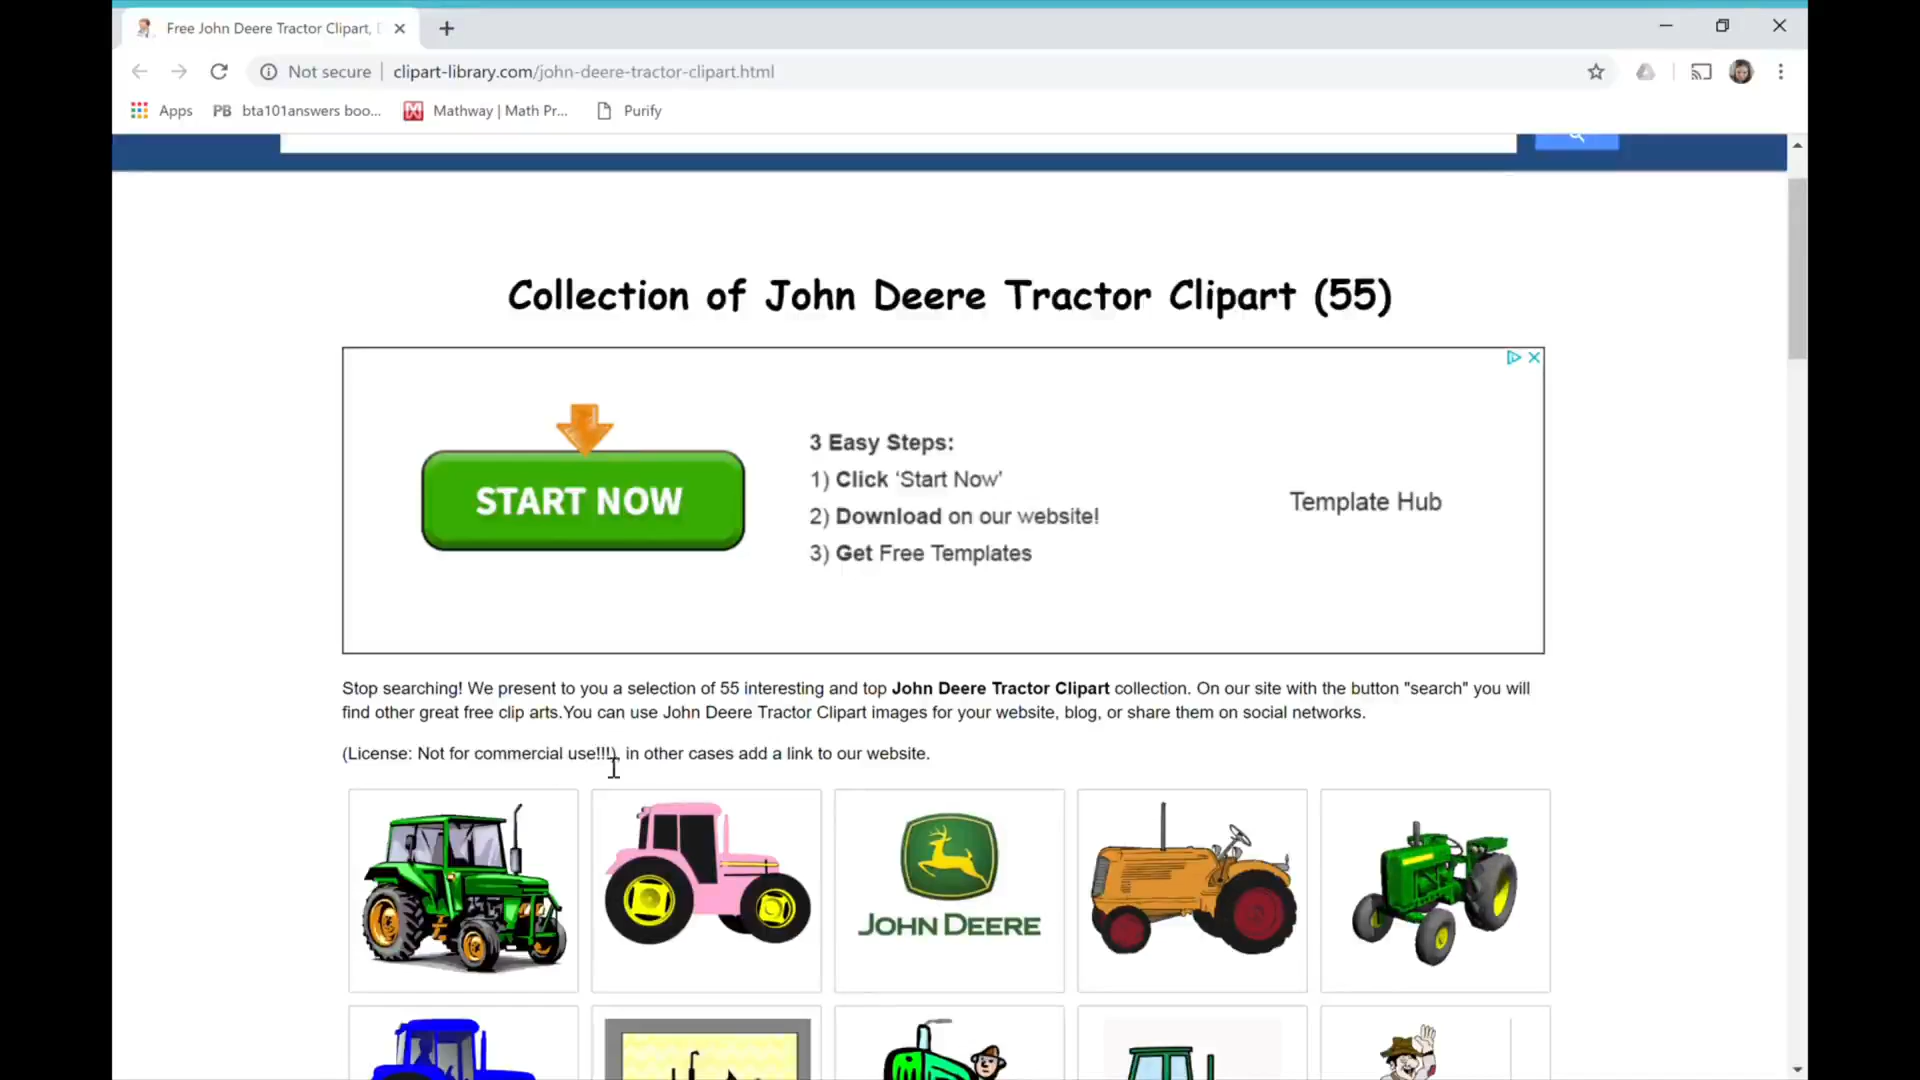 Free John Deere Tractor Clipart,
Not secure
clipart-library.com/john-deere-tractor-clipart.html
Apps
PB
bta101answers boo...
Mathway | Math Pr...
Purify
Collection of John Deere Tractor Clipart (55)
START NOW
3 Easy Steps:
1) Click ‘Start Now’
2) Download on our website!
3) Get Free Templates
Template Hub
Stop searching! We present to you a selection of 55 interesting and top John Deere Tractor Clipart collection. On our site with the button "search" you will
find other great free clip arts.You can use John Deere Tractor Clipart images for your website, blog, or share them on social networks.
(License: Not for commercial use!!!), in other cases add a link to our website.
JOHN DEERE